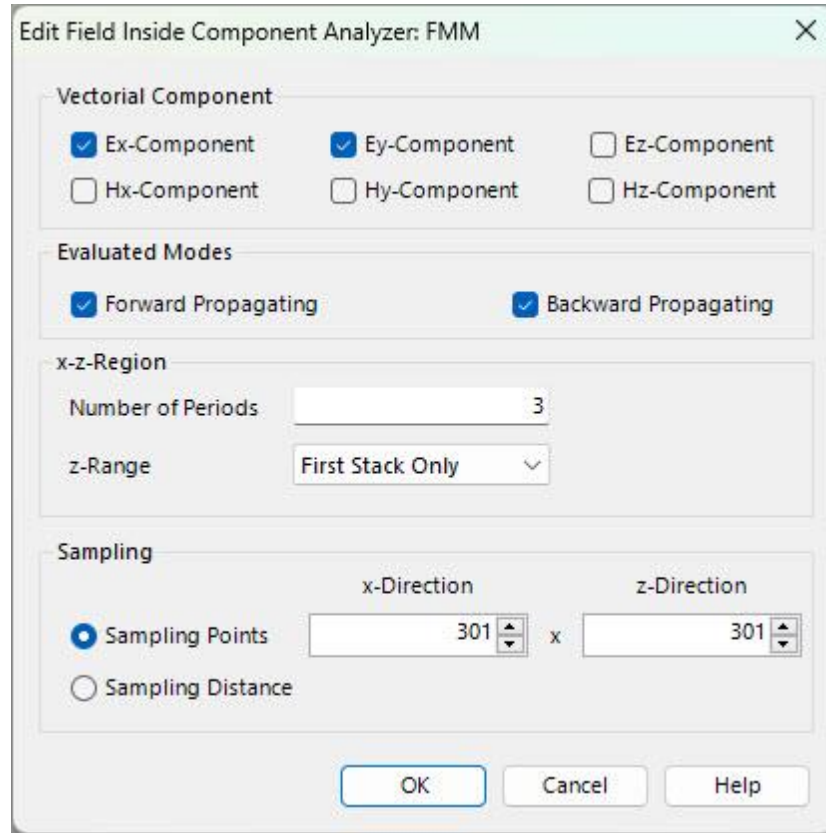 Edit Field Inside Component Analyzer: FMM
Vectorial Component
Ex-Component Ey-Component Ez-Component
Hx-Component Hy-Component Hz-Component
Evaluated Modes
Forward Propagating Backward Propagating
x-z-Region
Number of Periods 3
z-Range First Stack Only
Sampling
x-Direction z-Direction
Sampling Points 301 x 301
Sampling Distance
OK Cancel Help